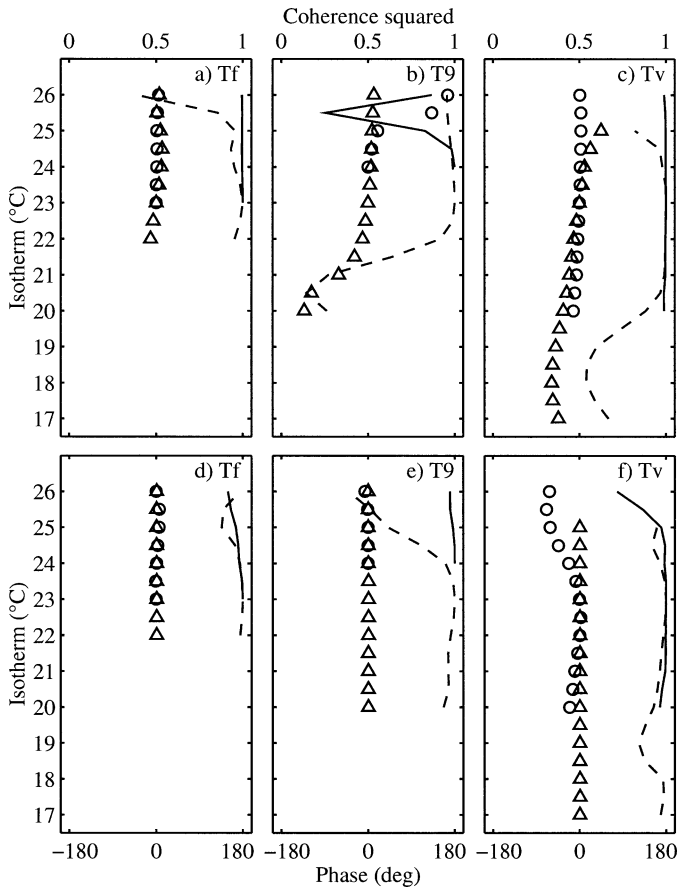 Coherence squared
0 0.5 1 0 0.5 1 0 0.5 1
a) Tf b) T9 c) Tv
26
25
24
23
22
21
20
19
18
17
Isotherm (°C)
d) Tf e) T9 f) Tv
26
25
24
23
22
21
20
19
18
17
Isotherm (°C)
−180 0 180 −180 0 180 −180 0 180
Phase (deg)